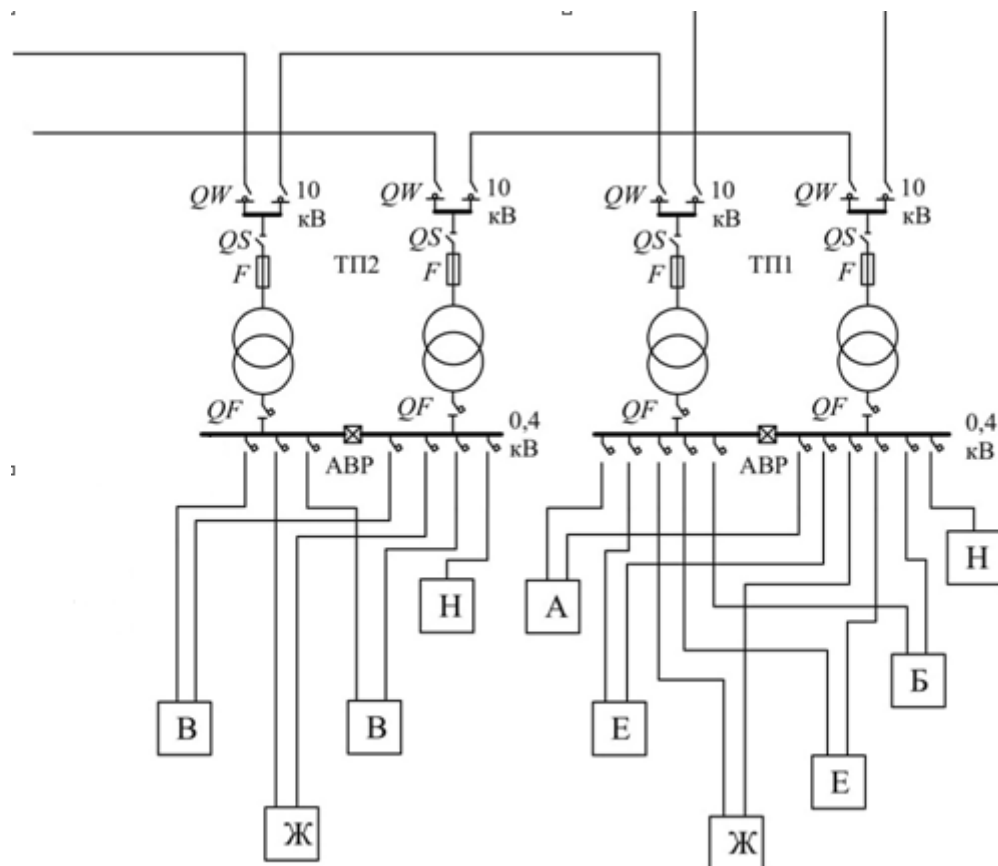 QW 10 кВ QW 10 кВ QW 10 кВ 10 кВ
QS QS QS QS
F ТП2 F F ТП1 F
QF QF QF QF
0,4 кВ 0,4 кВ
АВР АВР
Н
Н А
Б
В В Е
Е
Ж Ж